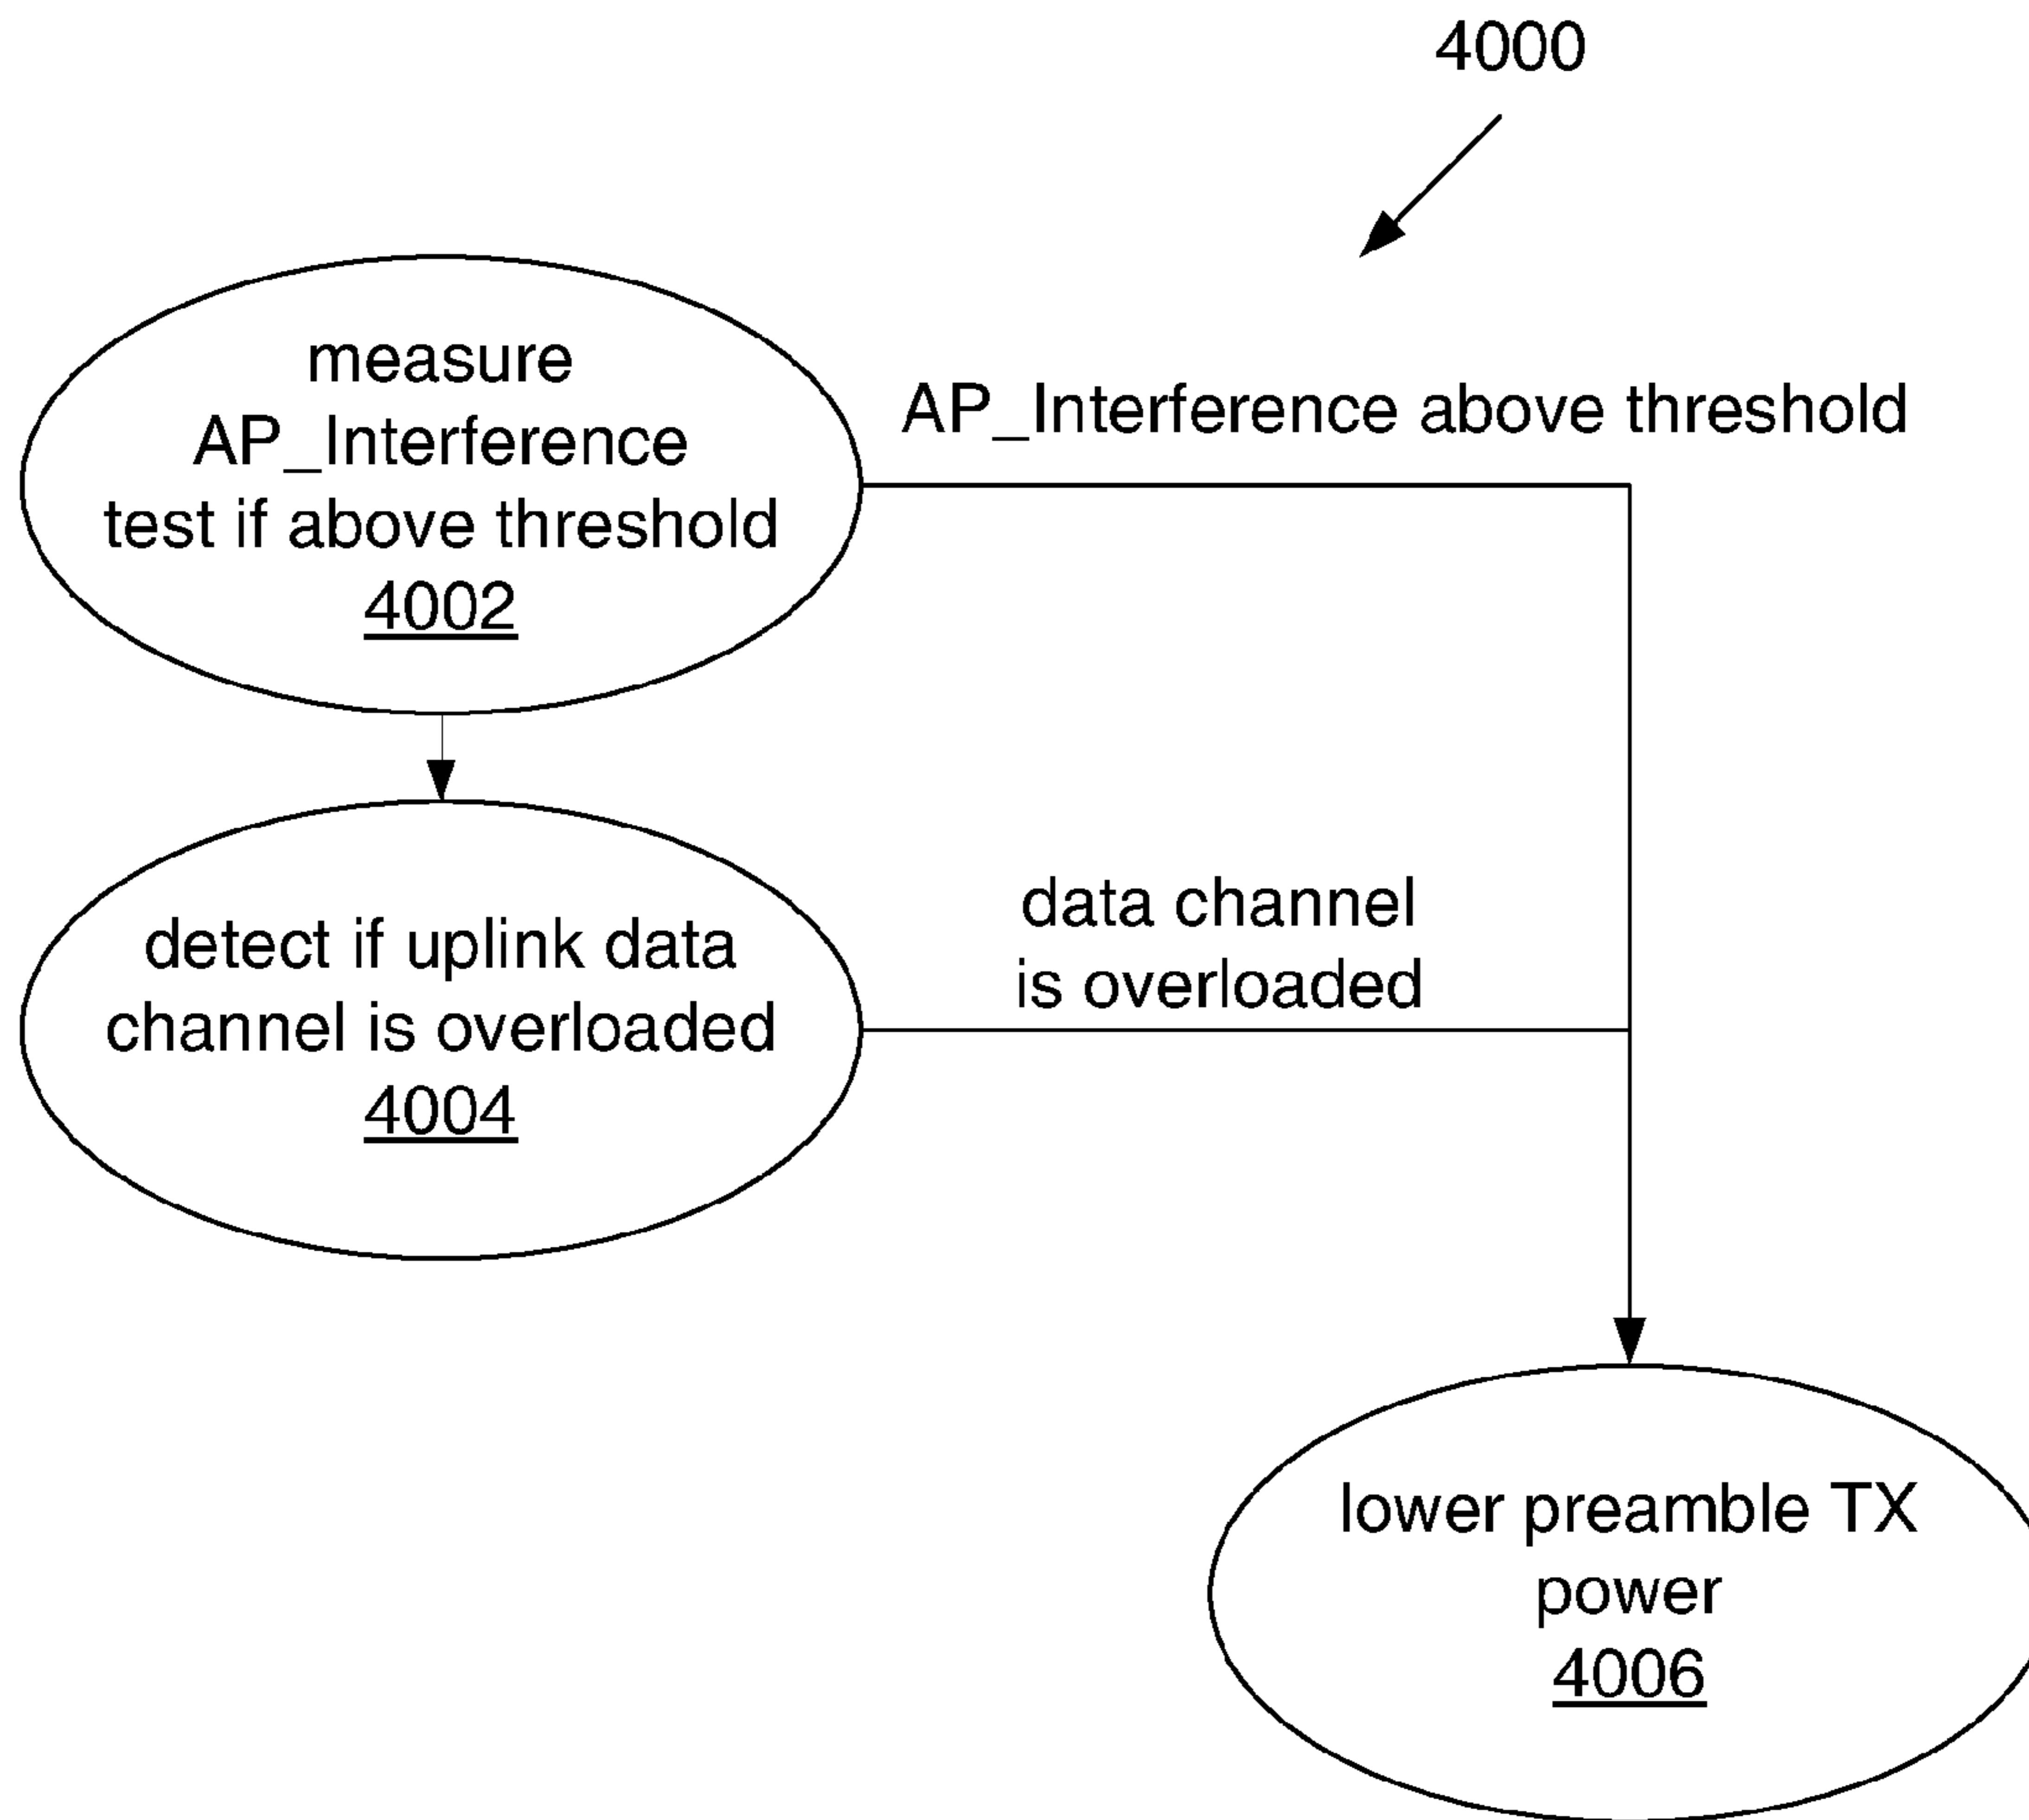 4000
measure
AP_Interference
test if above threshold
4002
AP_Interference above threshold
detect if uplink data
channel is overloaded
4004
data channel
is overloaded
lower preamble TX
power
4006